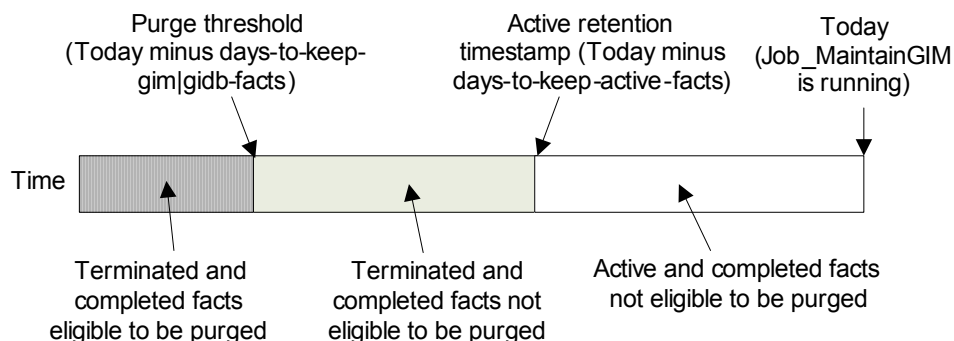 Purge threshold
(Today minus days-to-keep-
gim|gidb-facts)
Active retention
timestamp (Today minus
days-to-keep-active-facts)
Today
(Job_MaintainGIM
is running)
Time
Terminated and
completed facts
eligible to be purged
Terminated and
completed facts not
eligible to be purged
Active and completed facts
not eligible to be purged